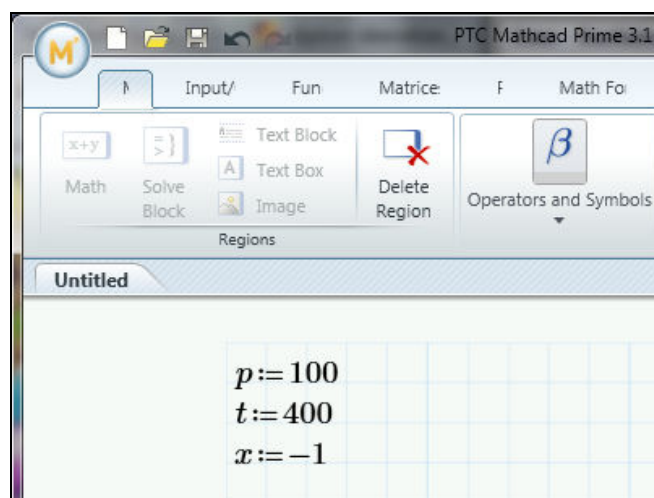 PTC Mathcad Prime 3.1
Input/ Fun Matrice: F Math Fo
x+y
Math
Solve
Block
Text Block
A Text Box
Image
Delete
Region
Regions
β
Operators and Symbols
Untitled
p:=100
t:=400
x:=-1